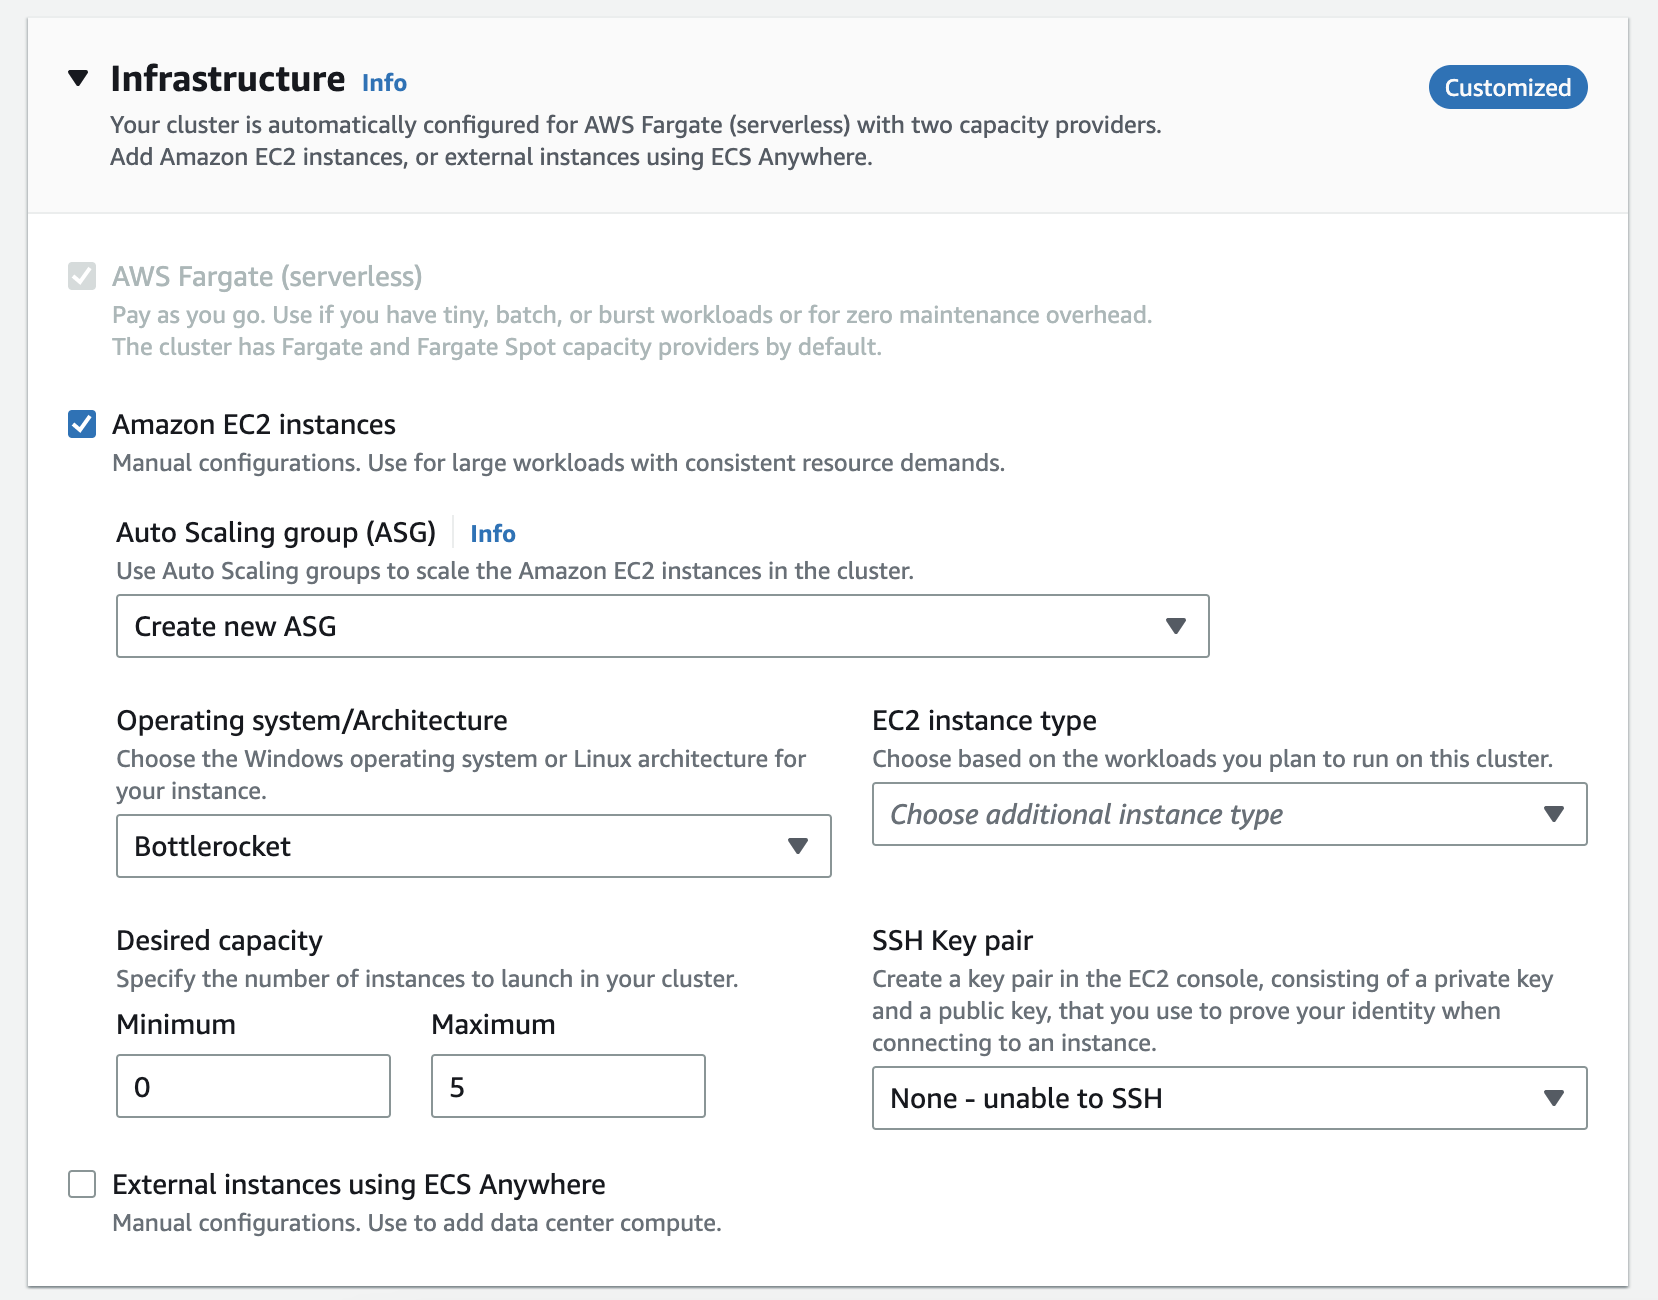 Infrastructure Info
Customized
Your cluster is automatically configured for AWS Fargate (serverless) with two capacity providers.
Add Amazon EC2 instances, or external instances using ECS Anywhere.
AWS Fargate (serverless)
Pay as you go. Use if you have tiny, batch, or burst workloads or for zero maintenance overhead.
The cluster has Fargate and Fargate Spot capacity providers by default.
Amazon EC2 instances
Manual configurations. Use for large workloads with consistent resource demands.
Auto Scaling group (ASG) Info
Use Auto Scaling groups to scale the Amazon EC2 instances in the cluster.
Create new ASG
Operating system/Architecture
Choose the Windows operating system or Linux architecture for
your instance.
Bottlerocket
EC2 instance type
Choose based on the workloads you plan to run on this cluster.
Choose additional instance type
Desired capacity
Specify the number of instances to launch in your cluster.
Minimum
Maximum
0
5
SSH Key pair
Create a key pair in the EC2 console, consisting of a private key
and a public key, that you use to prove your identity when
connecting to an instance.
None - unable to SSH
External instances using ECS Anywhere
Manual configurations. Use to add data center compute.